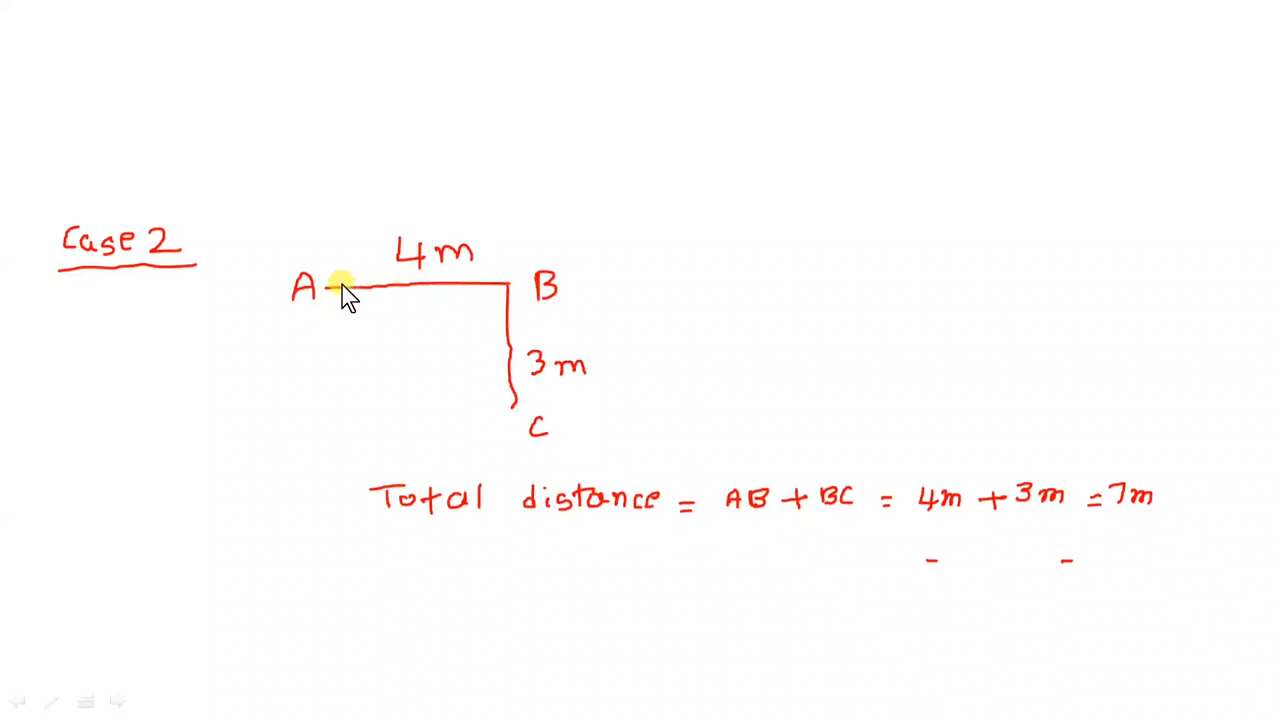 Case 2
4m
A B
3m
C
Total distance = AB + BC = 4m + 3m = 7m
- -